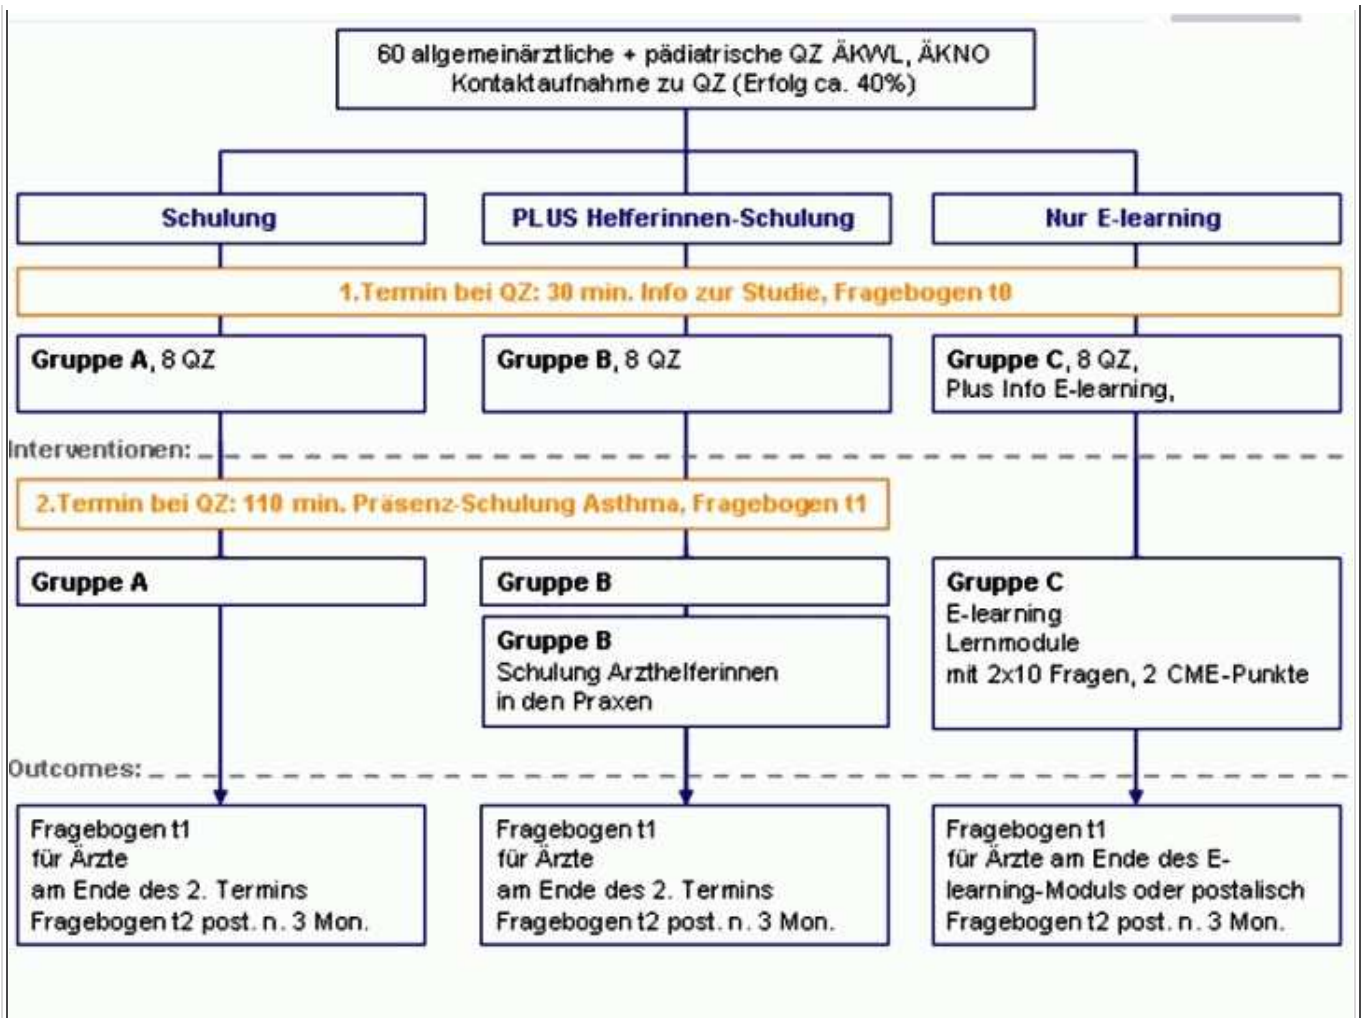 60 allgemeinärztliche + pädiatrische QZ ÄKWL, ÄKNO
Kontaktaufnahme zu QZ (Erfolg ca. 40%)
Schulung
PLUS Helferinnen-Schulung
Nur E-learning
1.Termin bei QZ: 30 min. Info zur Studie, Fragebogen t0
Gruppe A, 8 QZ
Gruppe B, 8 QZ
Gruppe C, 8 QZ,
Plus Info E-learning,
Interventionen:
2.Termin bei QZ: 110 min. Präsenz-Schulung Asthma, Fragebogen t1
Gruppe A
Gruppe B
Gruppe B
Schulung Arzthelferinnen
in den Praxen
Gruppe C
E-learning
Lernmodule
mit 2x10 Fragen, 2 CME-Punkte
Outcomes:
Fragebogen t1
für Ärzte
am Ende des 2. Termins
Fragebogen t2 post. n. 3 Mon.
Fragebogen t1
für Ärzte
am Ende des 2. Termins
Fragebogen t2 post. n. 3 Mon.
Fragebogen t1
für Ärzte am Ende des E-
learning-Moduls oder postalisch
Fragebogen t2 post. n. 3 Mon.